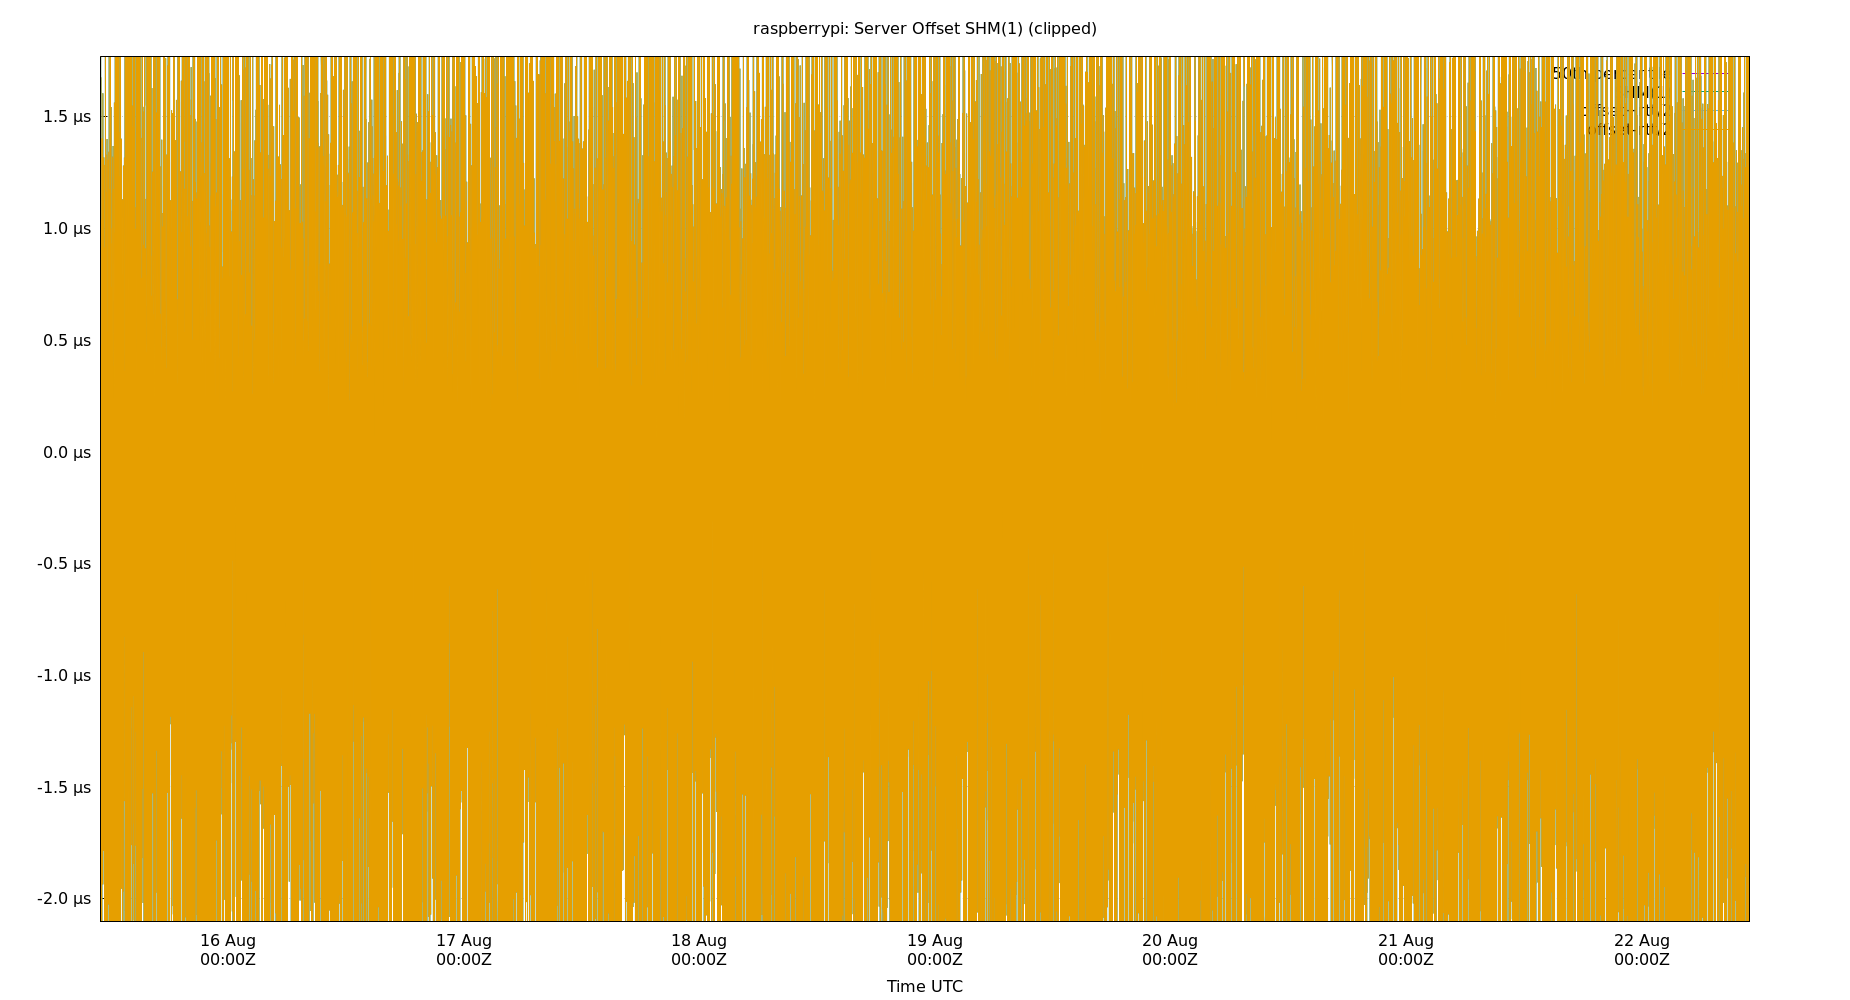 raspberrypi: Server Offset SHM(1) (clipped)
1.5 µs
1.0 µs
0.5 µs
0.0 µs
-0.5 µs
-1.0 µs
-1.5 µs
-2.0 µs
16 Aug
00:00Z
17 Aug
00:00Z
18 Aug
00:00Z
19 Aug
00:00Z
20 Aug
00:00Z
21 Aug
00:00Z
22 Aug
00:00Z
Time UTC